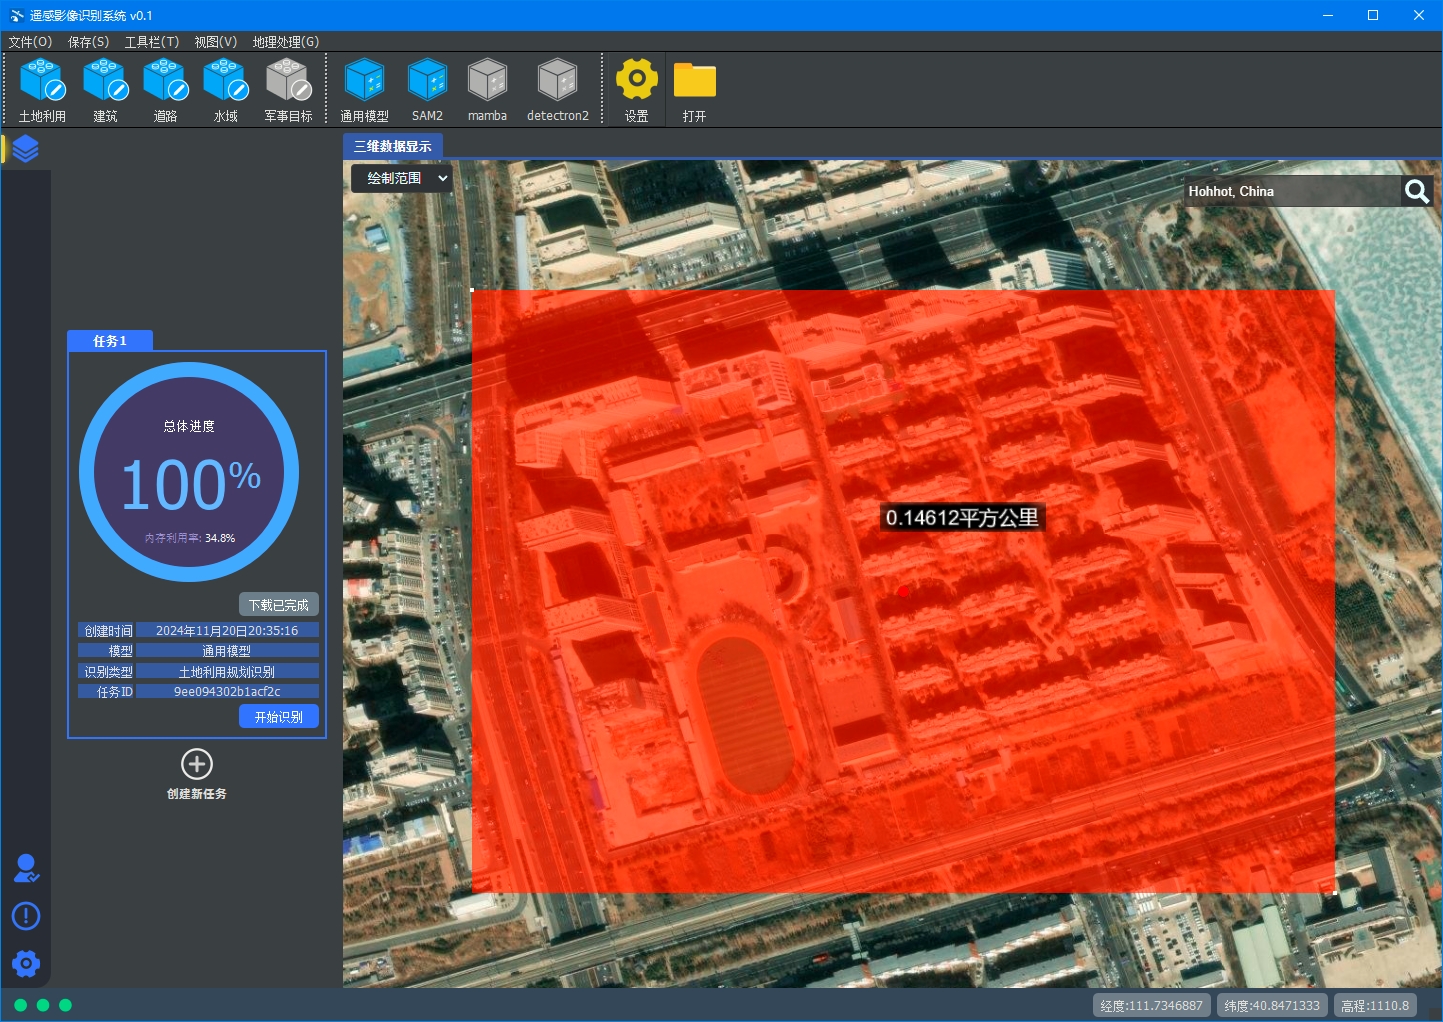 遥感影像识别系统 v0.1
文件(O) 保存(S) 工具栏(T) 视图(V) 地理处理(G)
土地利用 建筑 道路 水域 军事目标 通用模型 SAM2 mamba detectron2 设置 打开
三维数据显示
绘制范围
Hohhot, China
任务1
总体进度
100%
内存利用率: 34.8%
下载已完成
创建时间 2024年11月20日20:35:16
模型 通用模型
识别类型 土地利用规划识别
任务ID 9ee094302b1acf2c
开始识别
创建新任务
0.14612平方公里
经度:111.7346887 纬度:40.8471333 高程:1110.8